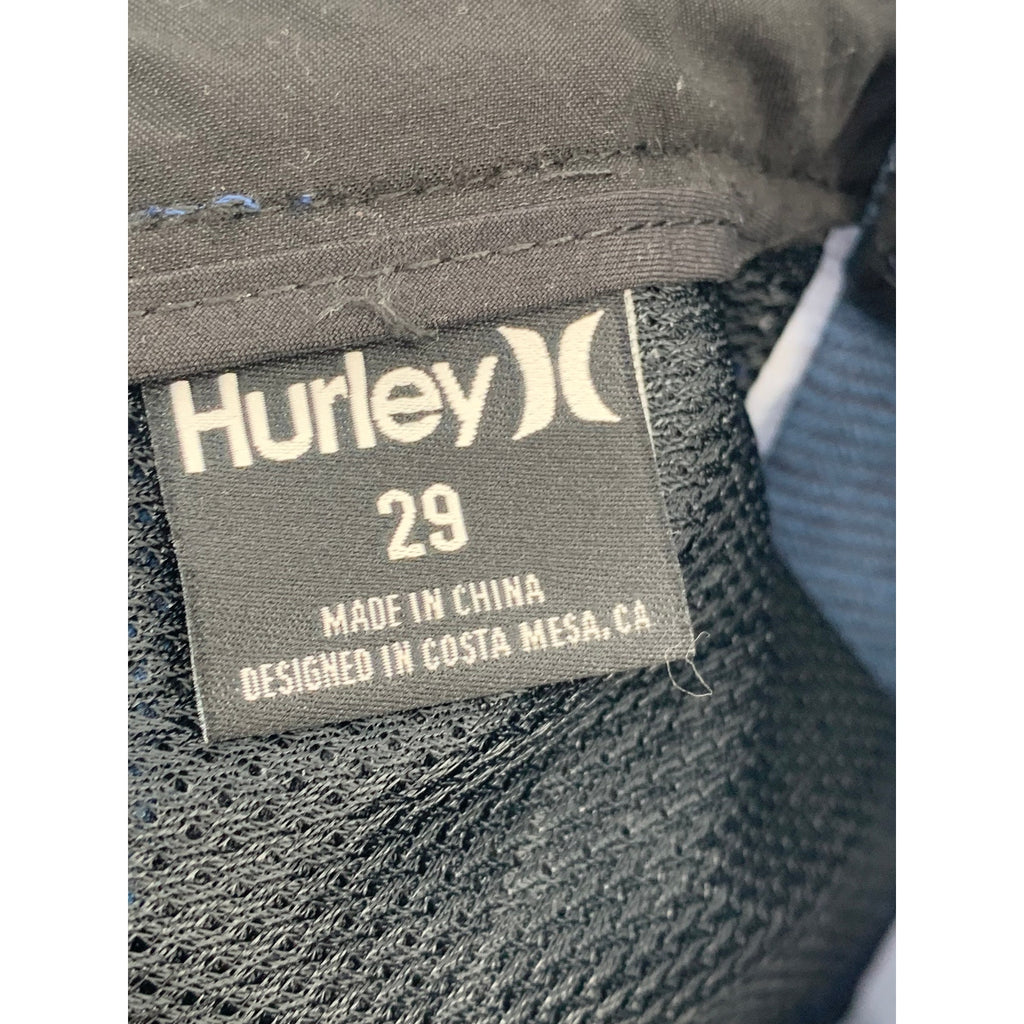 Hurley
29
MADE IN CHINA
DESIGNED IN COSTA MESA, CA